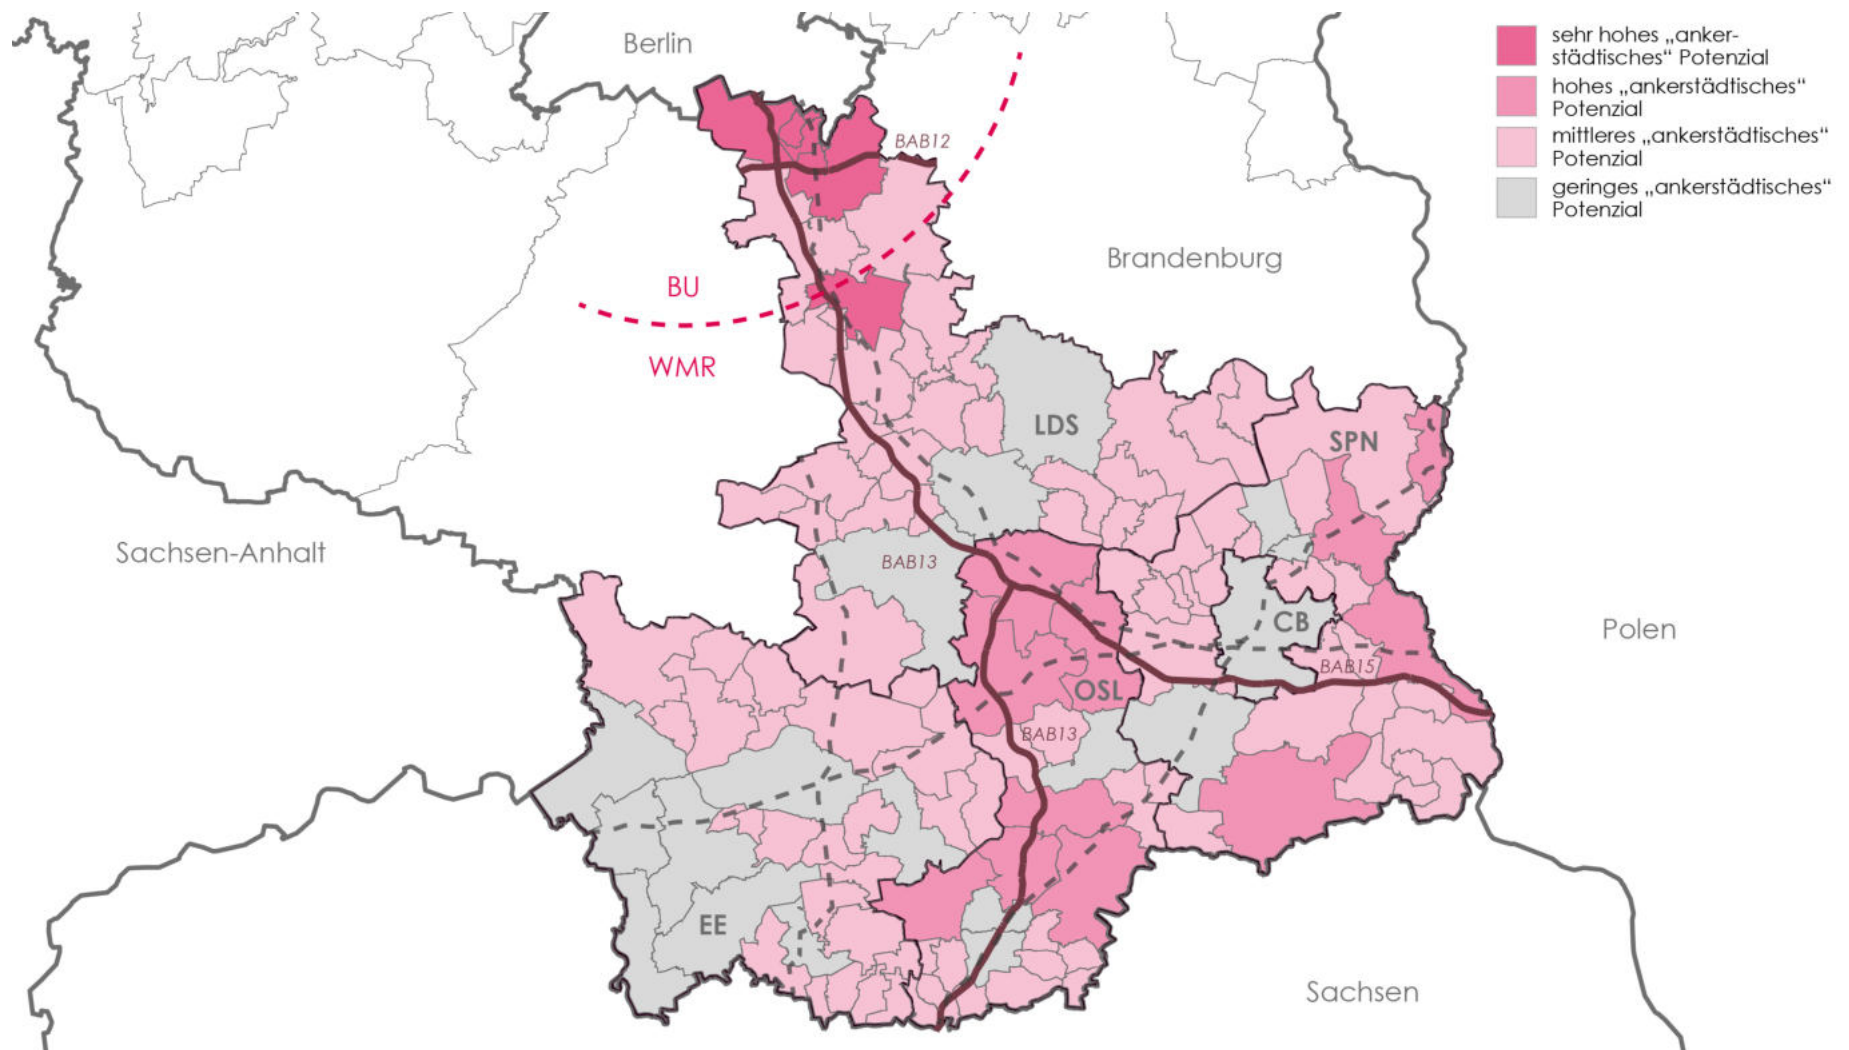 sehr hohes „anker-
städtisches“ Potenzial
hohes „ankerstädtisches“
Potenzial
mittleres „ankerstädtisches“
Potenzial
geringes „ankerstädtisches“
Potenzial
Berlin
BAB12
Brandenburg
BU
WMR
LDS
SPN
Sachsen-Anhalt
BAB13
CB
Polen
BAB15
OSL
BAB13
EE
Sachsen